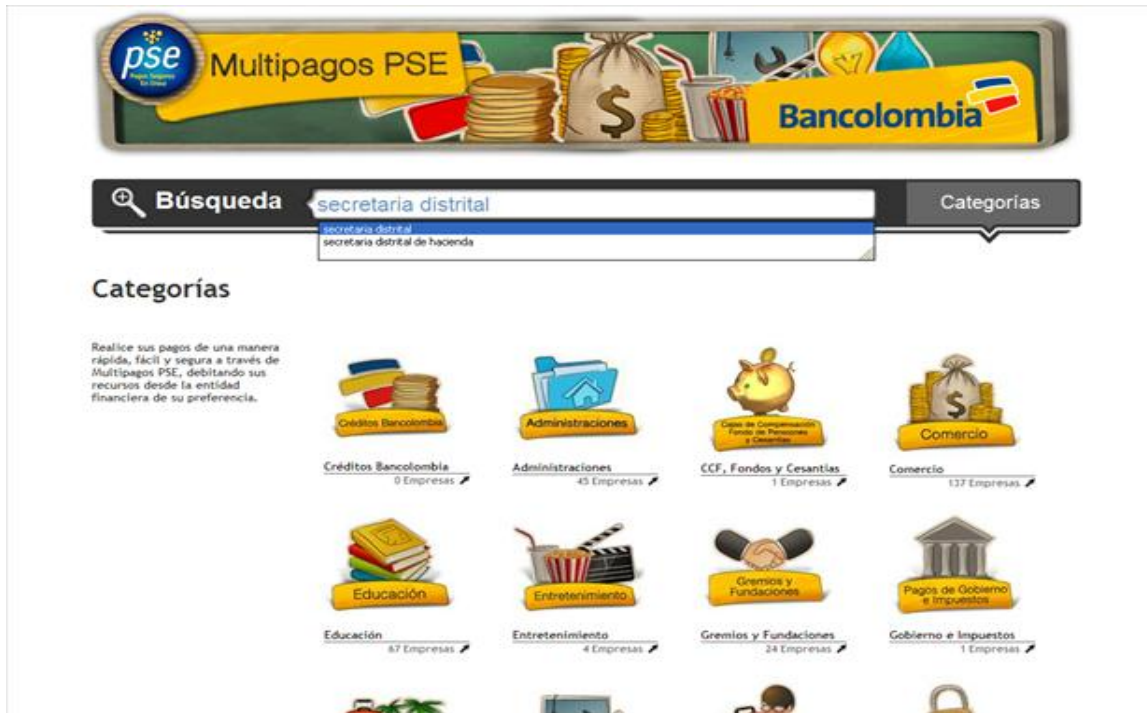 pse
Pagos Seguros
En Línea
Multipagos PSE
Bancolombia
Búsqueda
secretaria distrital
Categorías
secretaria distrital
secretaria distrital de hacienda
Categorías
Realice sus pagos de una manera
rápida, fácil y segura a través de
Multipagos PSE, debitando sus
recursos desde la entidad
financiera de su preferencia.
Créditos Bancolombia
Administraciones
Cajas de Compensación
Fondo de Pensiones
y Cesantías
Comercio
Créditos Bancolombia
0 Empresas
Administraciones
45 Empresas
CCF, Fondos y Cesantías
1 Empresas
Comercio
137 Empresas
Educación
Entretenimiento
Gremios y
Fundaciones
Pagos de Gobierno
e Impuestos
Educación
67 Empresas
Entretenimiento
4 Empresas
Gremios y Fundaciones
24 Empresas
Gobierno e Impuestos
1 Empresas